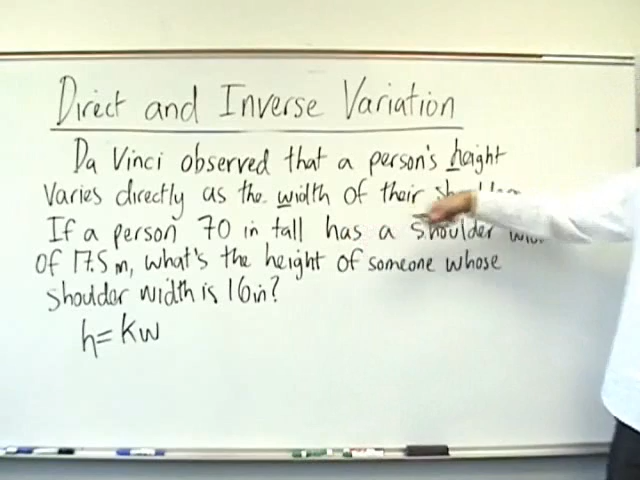 Direct and Inverse Variation
Da Vinci observed that a person's height
varies directly as the width of their
If a person 70 in tall has a shoulder
of 17.5 in, what's the height of someone whose
shoulder width is 16in?
h=kw